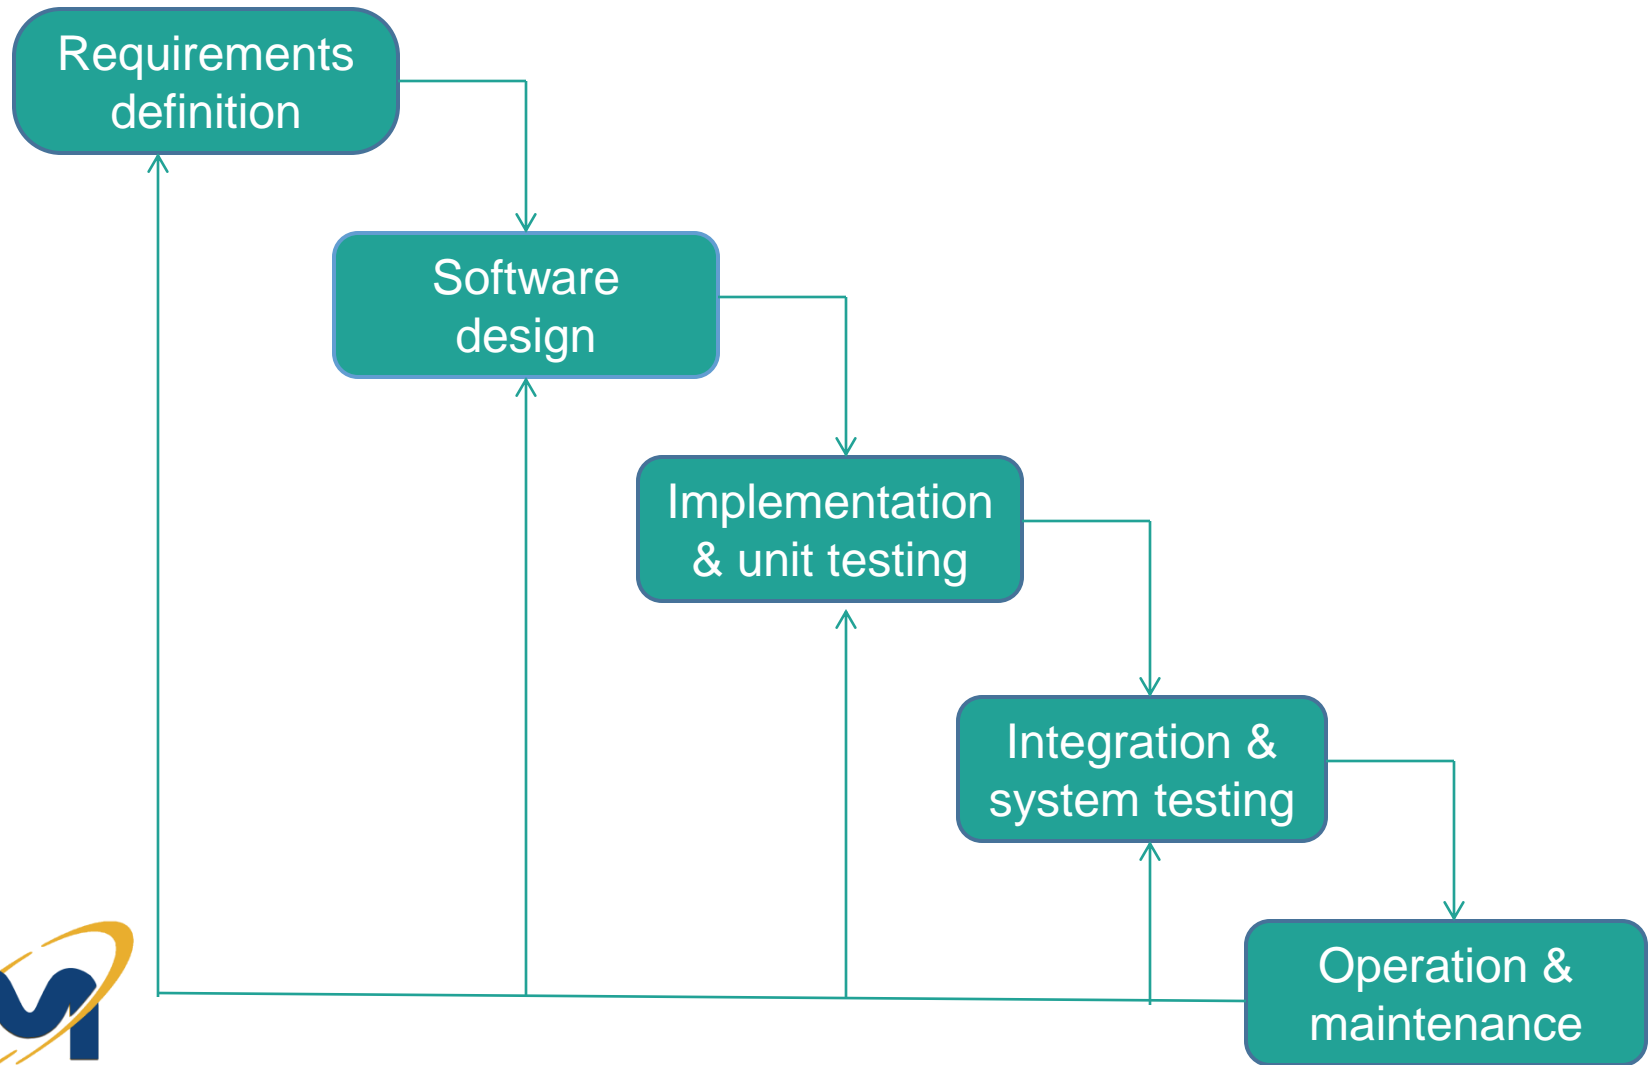 Requirements
definition
Software
design
Implementation
& unit testing
Integration &
system testing
Operation &
maintenance